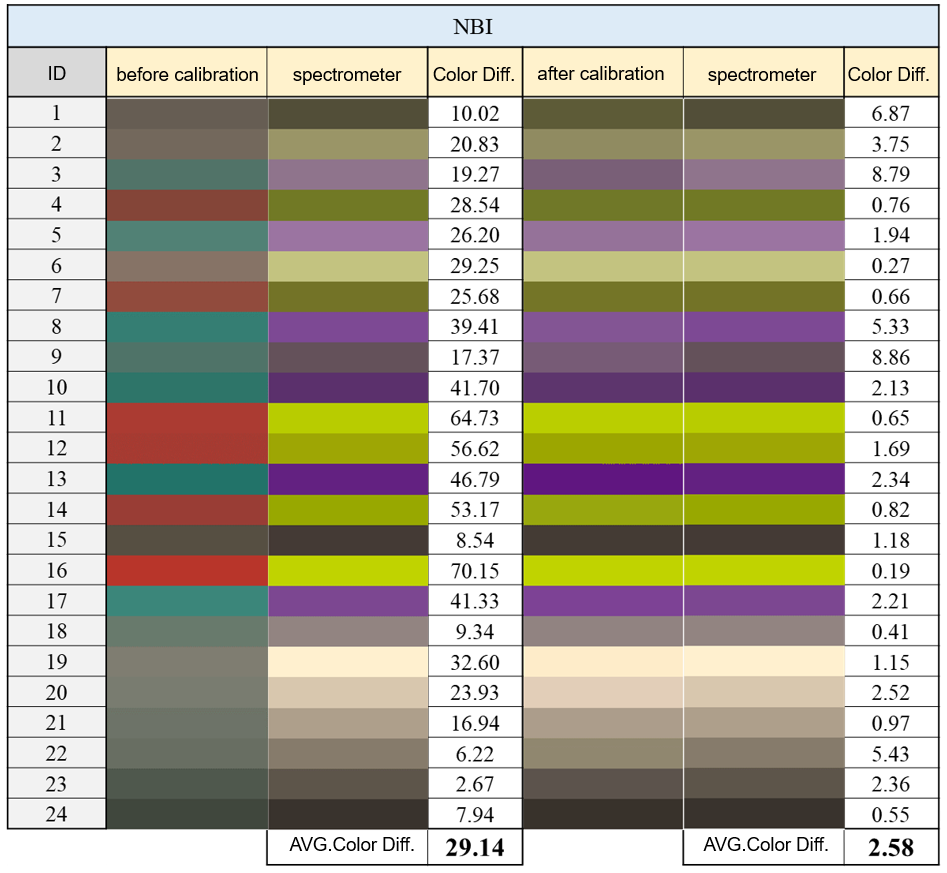 NBI
ID before calibration spectrometer Color Diff. after calibration spectrometer Color Diff.
1 10.02 6.87
2 20.83 3.75
3 19.27 8.79
4 28.54 0.76
5 26.20 1.94
6 29.25 0.27
7 25.68 0.66
8 39.41 5.33
9 17.37 8.86
10 41.70 2.13
11 64.73 0.65
12 56.62 1.69
13 46.79 2.34
14 53.17 0.82
15 8.54 1.18
16 70.15 0.19
17 41.33 2.21
18 9.34 0.41
19 32.60 1.15
20 23.93 2.52
21 16.94 0.97
22 6.22 5.43
23 2.67 2.36
24 7.94 0.55
AVG.Color Diff. 29.14 AVG.Color Diff. 2.58